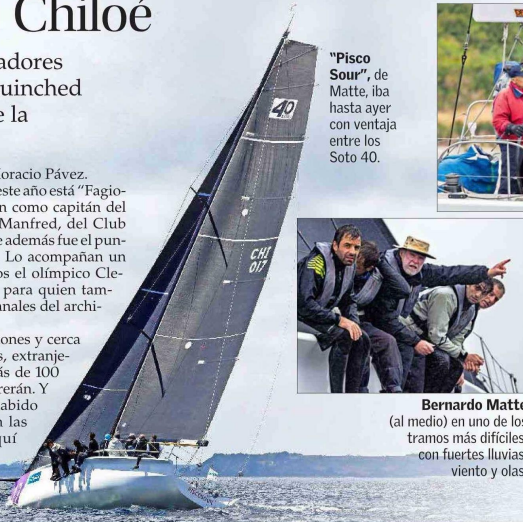 Chiloé
adores
uinched
e la
oracio Pávez.
este año está “Fagio-
n como capitán del
Manfred, del Club
e además fue el pun-
. Lo acompañan un
os el olímpico Cle-
para quien tam-
anales del archi-
ones y cerca
s, extranje-
ás de 100
rerán. Y
abido
n las
quí
40
CHI
017
“Pisco
Sour”, de
Matte, iba
hasta ayer
con ventaja
entre los
Soto 40.
Bernardo Matte
(al medio) en uno de los
tramos más difíciles
con fuertes lluvias
viento y olas